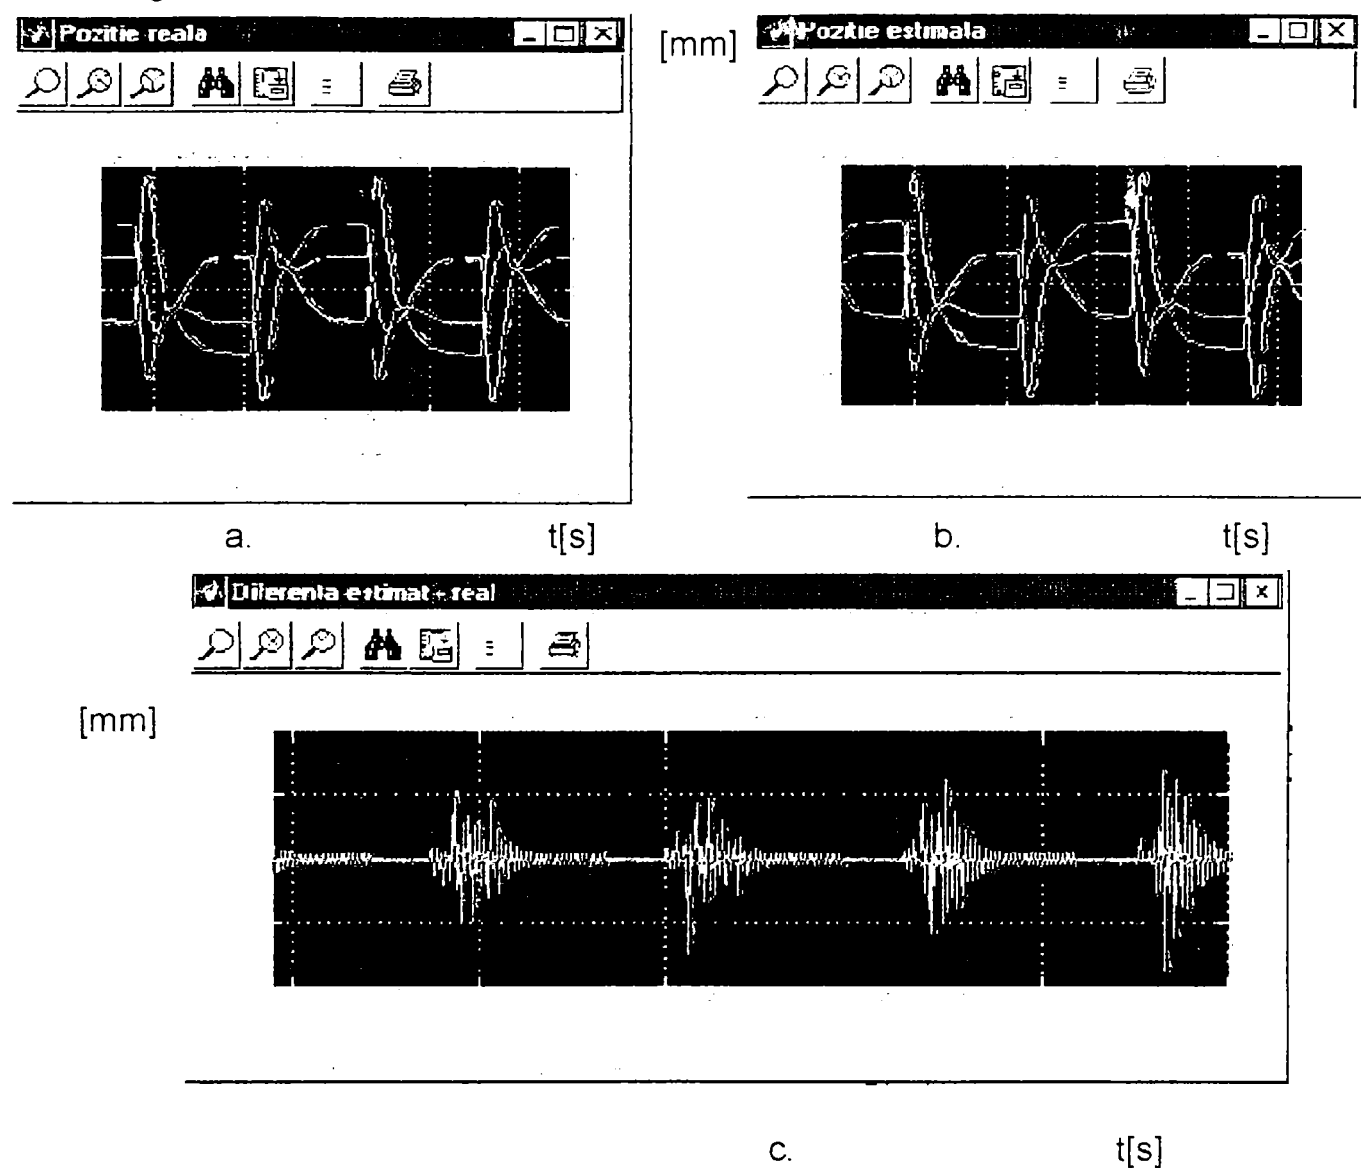 Pozitie reala
[mm]
Pozitie estimata
a.
t[s]
b.
t[s]
Diferenta estimat - real
[mm]
c.
t[s]